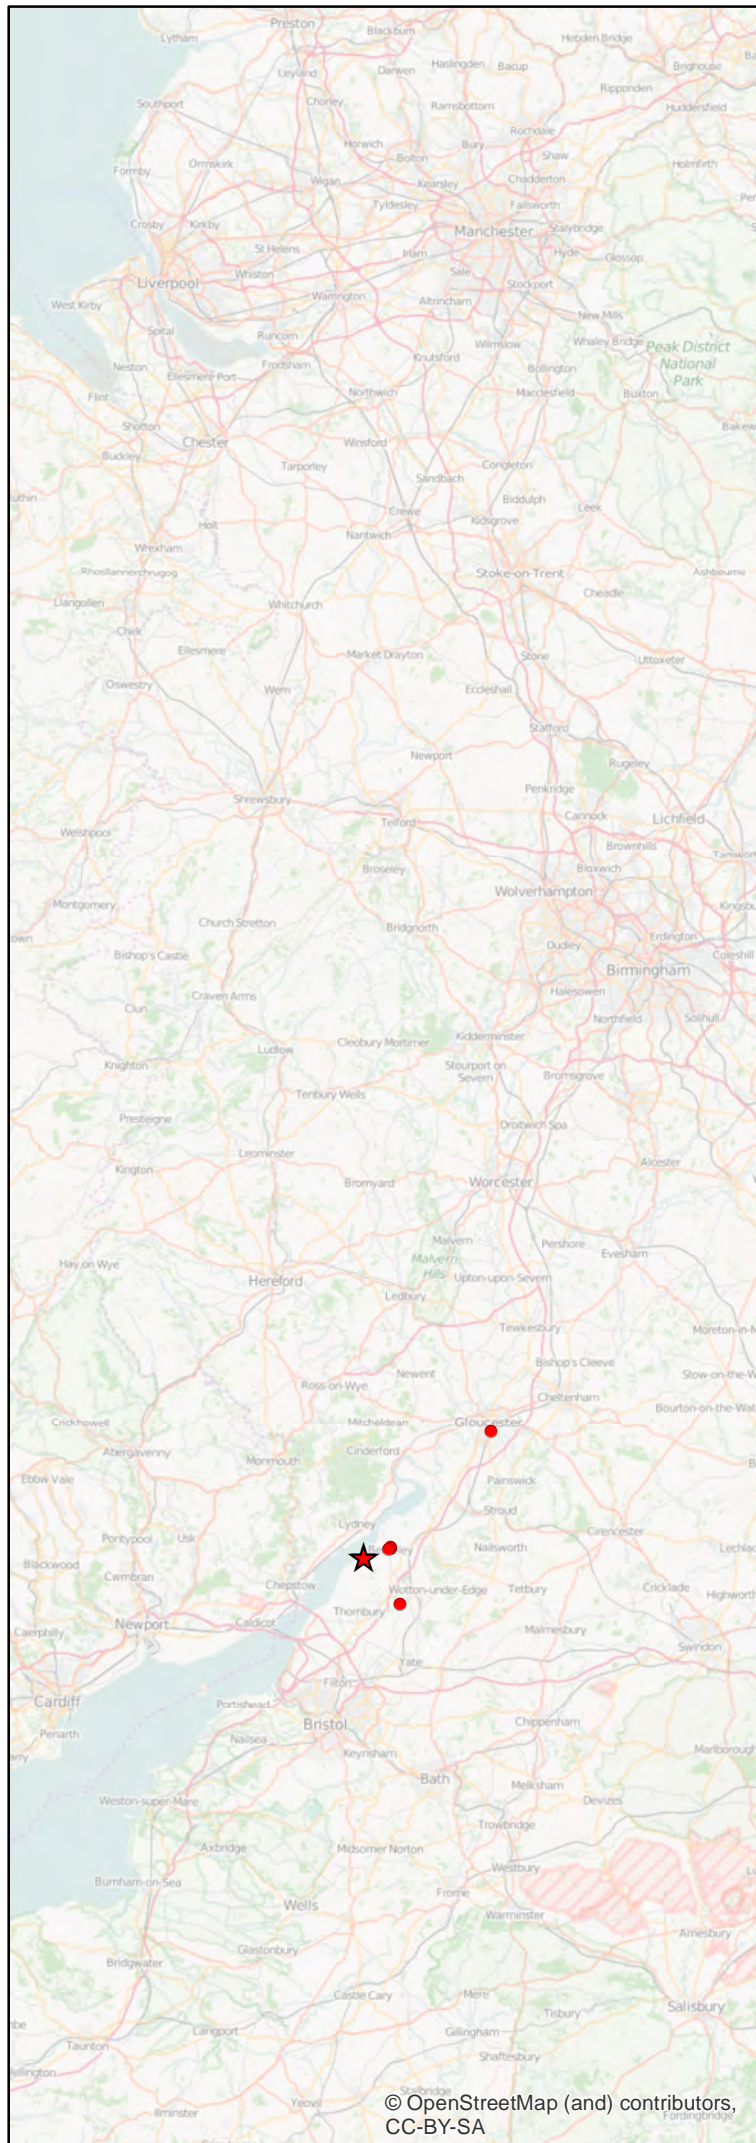 Preston
Blackburn
Hebden Bridge
Lytham
Leyland
Darwen
Haslingden
Bacup
Brighouse
Ripponden
Southport
Chorley
Ramsbottom
Huddersfield
Rochdale
Horwich
Bury
Shaw
Bolton
Ormskirk
Holmfirth
Formby
Wigan
Kearsley
Chadderton
Tyldesley
Failsworth
Crosby
Kirkby
Stalybridge
Manchester
St Helens
Irlam
Hyde
Glossop
Whiston
Sale
Liverpool
Stockport
Warrington
Altrincham
West Kirby
New Mills
Spital
Runcom
Wilmslow
Whaley Bridge
Peak District
National
Park
Neston
Frodsham
Knutsford
Bollington
Ellesmere Port
Flint
Northwich
Macclesfield
Buxton
Shotton
Chester
Winsford
Bakew
Buckley
Tarporley
Congleton
Sandbach
uthin
Biddulph
Crewe
Leek
Holt
Kidsgrove
Nantwich
Wrexham
Rhosllannerchrugog
Stoke-on-Trent
Ashbourne
Cheadle
Llangollen
Whitchurch
Chirk
Ellesmere
Market Drayton
Stone
Uttoxeter
Oswestry
Wem
Eccleshall
Stafford
Newport
Rugeley
Penkridge
Shrewsbury
Cannock
Lichfield
Telford
Welshpool
Brownhills
Tamwor
Broseley
Bloxwich
Wolverhampton
Montgomery
Kingsbu
Church Stretton
Bridgnorth
own
Erdington
Dudley
Bishop's Castle
Coleshill
Birmingham
Craven Arms
Halesowen
Clun
Northfield
Solihull
Kidderminster
Ludlow
Cleobury Mortimer
Knighton
Stourport on
Severn
Bromsgrove
Tenbury Wells
Presteigne
Droitwich Spa
Leominster
Alcester
Kington
Bromyard
Worcester
Malvern
Pershore
Evesham
Hay on Wye
Malvern
Hills
Hereford
Upton-upon-Severn
Ledbury
Tewkesbury
Moreton-in-M
Bishop's Cleeve
Newent
Stow-on-the-W
Ross-on-Wye
Cheltenham
Bourton-on-the-Wat
Crickhowell
Mitcheldean
Gloucester
Abergavenny
Cinderford
Monmouth
Ebbw Vale
Painswick
Stroud
Lydney
Cirencester
Pontypool
Usk
Nailsworth
Lechlad
Blackwood
Cwmbran
Chepstow
Wotton-under-Edge
Tetbury
Cricklade
Highworth
Thornbury
Newport
Caldicot
Malmesbury
Caerphilly
Swindon
Yate
Filton
Cardiff
Portishead
Bristol
Chippenham
Penarth
Nailsea
Marlborough
Keynsham
Bath
Melksham
Devizes
Weston-super-Mare
Trowbridge
Axbridge
Midsomer Norton
Westbury
Burnham-on-Sea
Frome
Wells
Warminster
Amesbury
Glastonbury
Bridgwater
Castle Cary
Mere
Salisbury
Tisbury
Taunton
Langport
Gillingham
ellington
Shaftesbury
Stalbridge
Ilminster
Yeovil
Fordingbridge
© OpenStreetMap (and) contributors,
CC-BY-SA